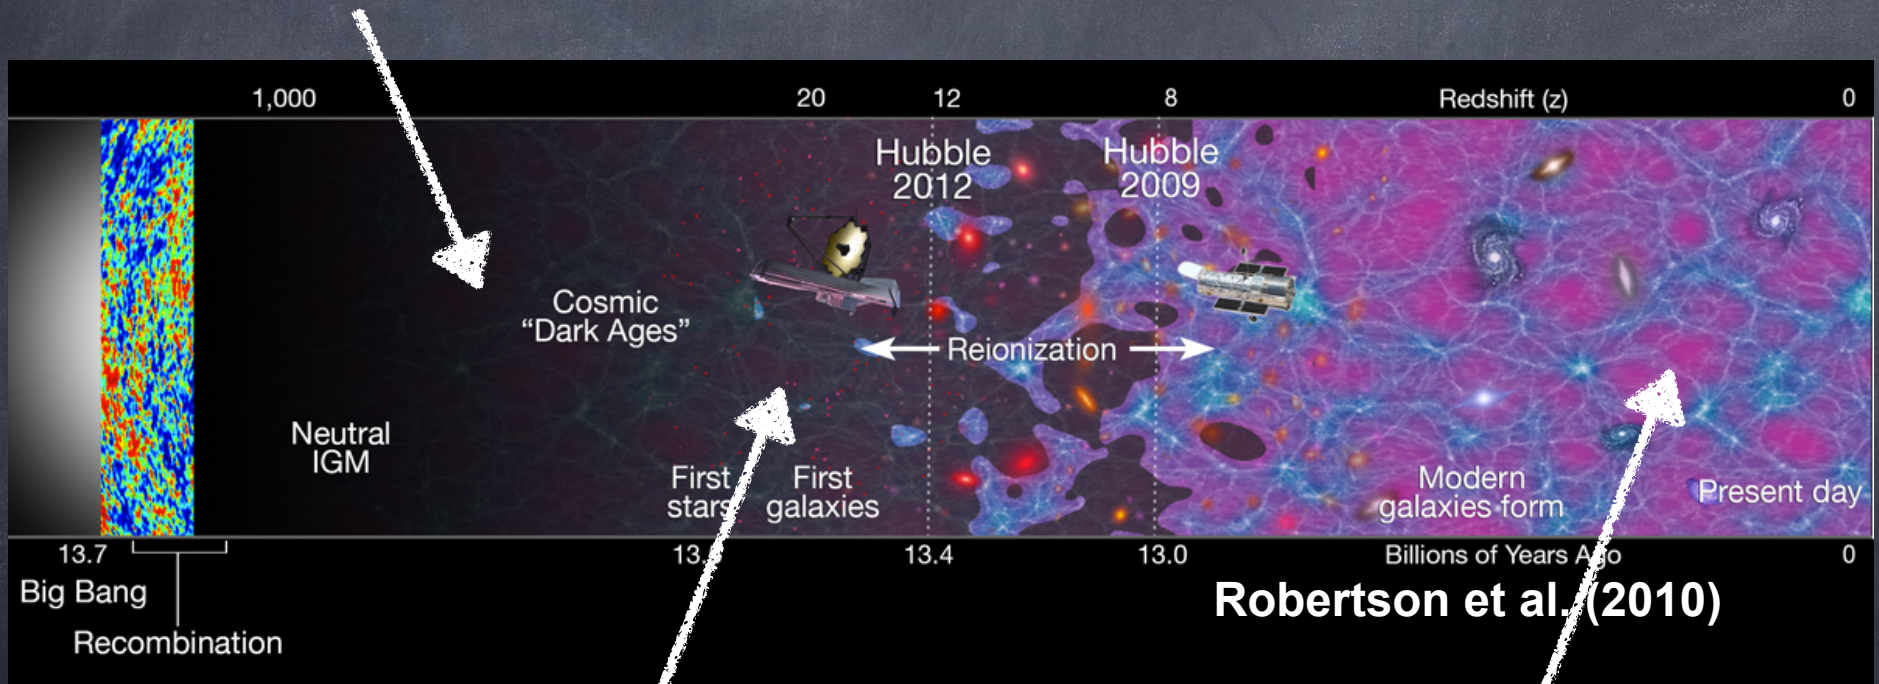 1,000 20 12 8 Redshift (z) 0
Hubble
2012
Hubble
2009
Cosmic
“Dark Ages”
Reionization
Neutral
IGM
First
stars
First
galaxies
Modern
galaxies form
Present day
13.7 13. 13.4 13.0 Billions of Years Ago 0
Big Bang
Robertson et al. (2010)
Recombination